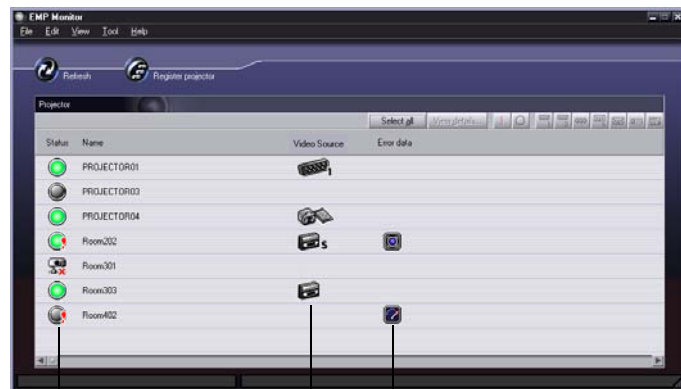 EMP Monitor
File Edit View Tool Help
Refresh Register projector
Projector
Select all View details...
Status Name Video Source Error data
PROJECTOR01 1
PROJECTOR03
PROJECTOR04
Room202 S
Room301
Room303
Room402